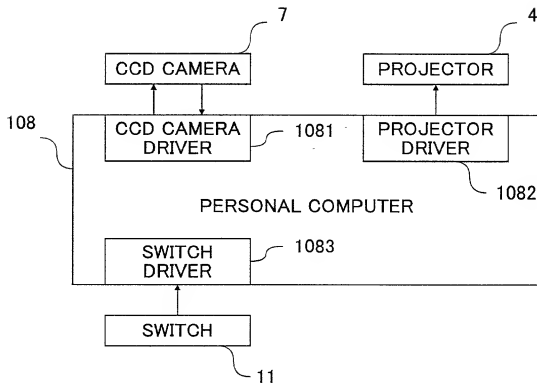 7
4
CCD CAMERA
PROJECTOR
108
CCD CAMERA
DRIVER
1081
PROJECTOR
DRIVER
1082
PERSONAL COMPUTER
SWITCH
DRIVER
1083
SWITCH
11